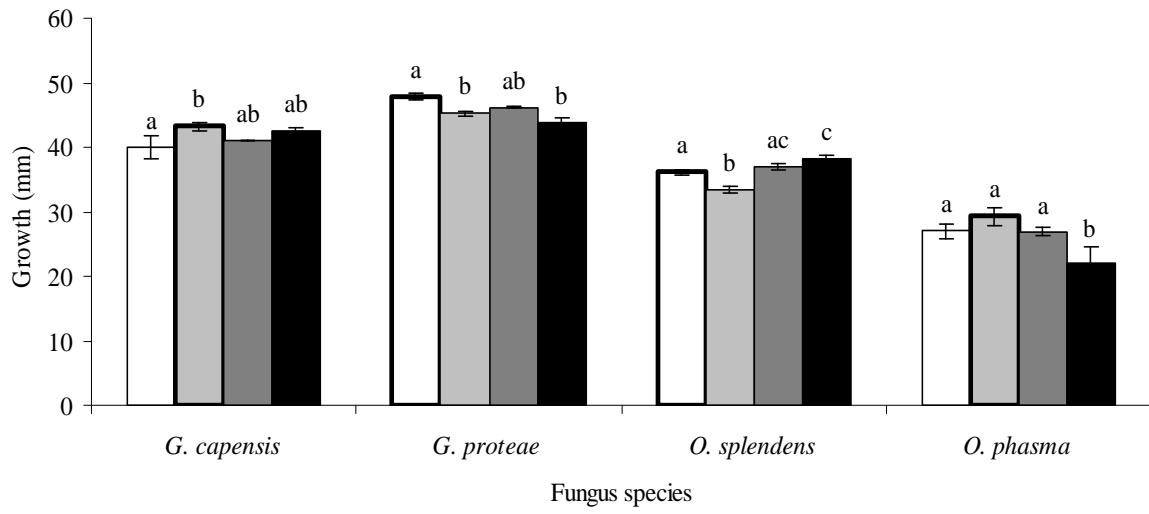 60
50
40
30
20
10
0
Growth (mm)
a b ab ab
a b ab b
a b ac c
a a a b
G. capensis G. proteae O. splendens O. phasma
Fungus species